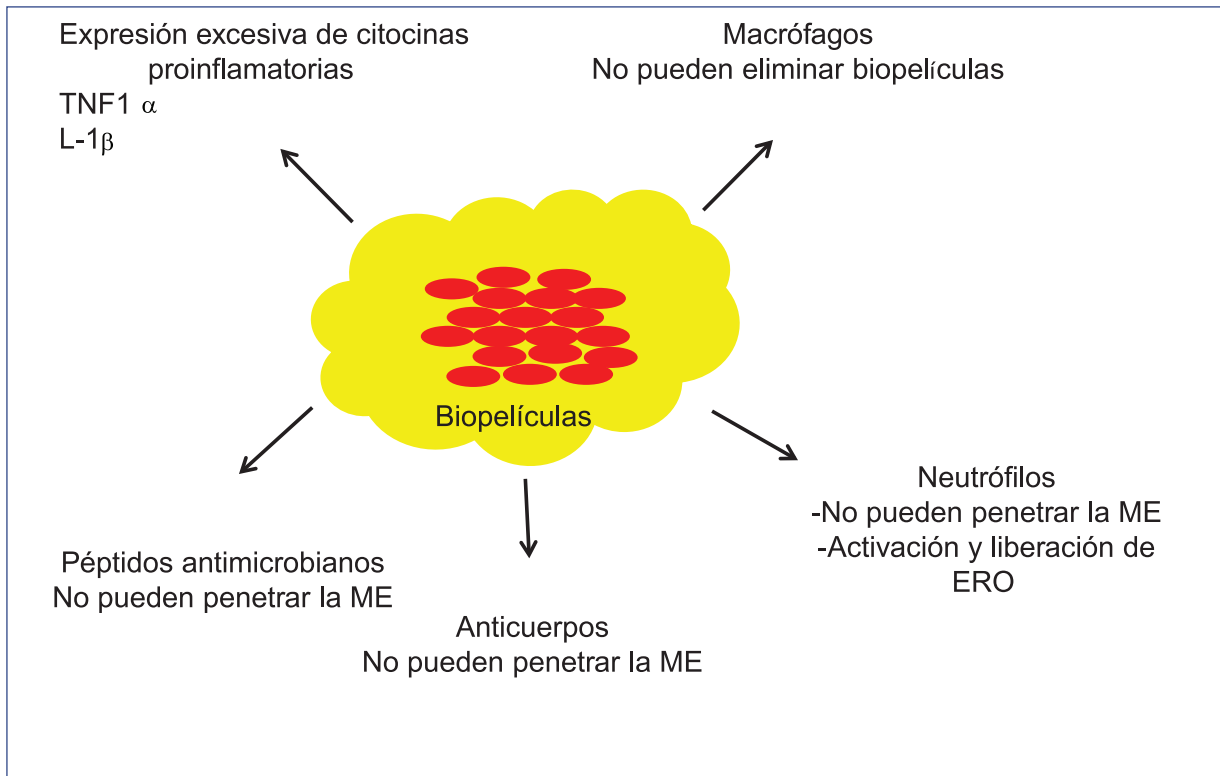 Expresión excesiva de citocinas
proinflamatorias
TNF1 α
L-1β
Macrófagos
No pueden eliminar biopelículas
Biopelículas
Neutrófilos
-No pueden penetrar la ME
-Activación y liberación de
ERO
Péptidos antimicrobianos
No pueden penetrar la ME
Anticuerpos
No pueden penetrar la ME